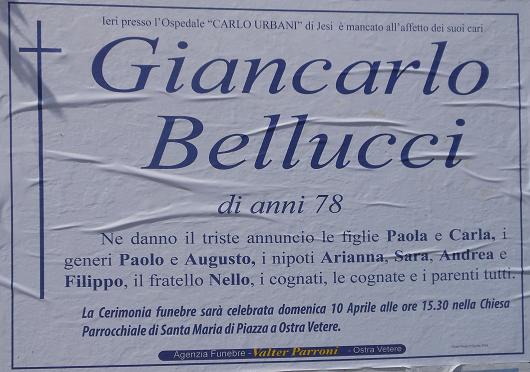 Ieri presso l'Ospedale "CARLO URBANI" di Jesi è mancato all'affetto dei suoi cari
Giancarlo
Bellucci
di anni 78
Ne danno il triste annuncio le figlie Paola e Carla, i
generi Paolo e Augusto, i nipoti Arianna, Sara, Andrea e
Filippo, il fratello Nello, i cognati, le cognate e i parenti tutti.
La Cerimonia funebre sarà celebrata domenica 10 Aprile alle ore 15.30 nella Chiesa
Parrocchiale di Santa Maria di Piazza a Ostra Vetere.
Agenzia Funebre - Valter Parroni - Ostra Vetere